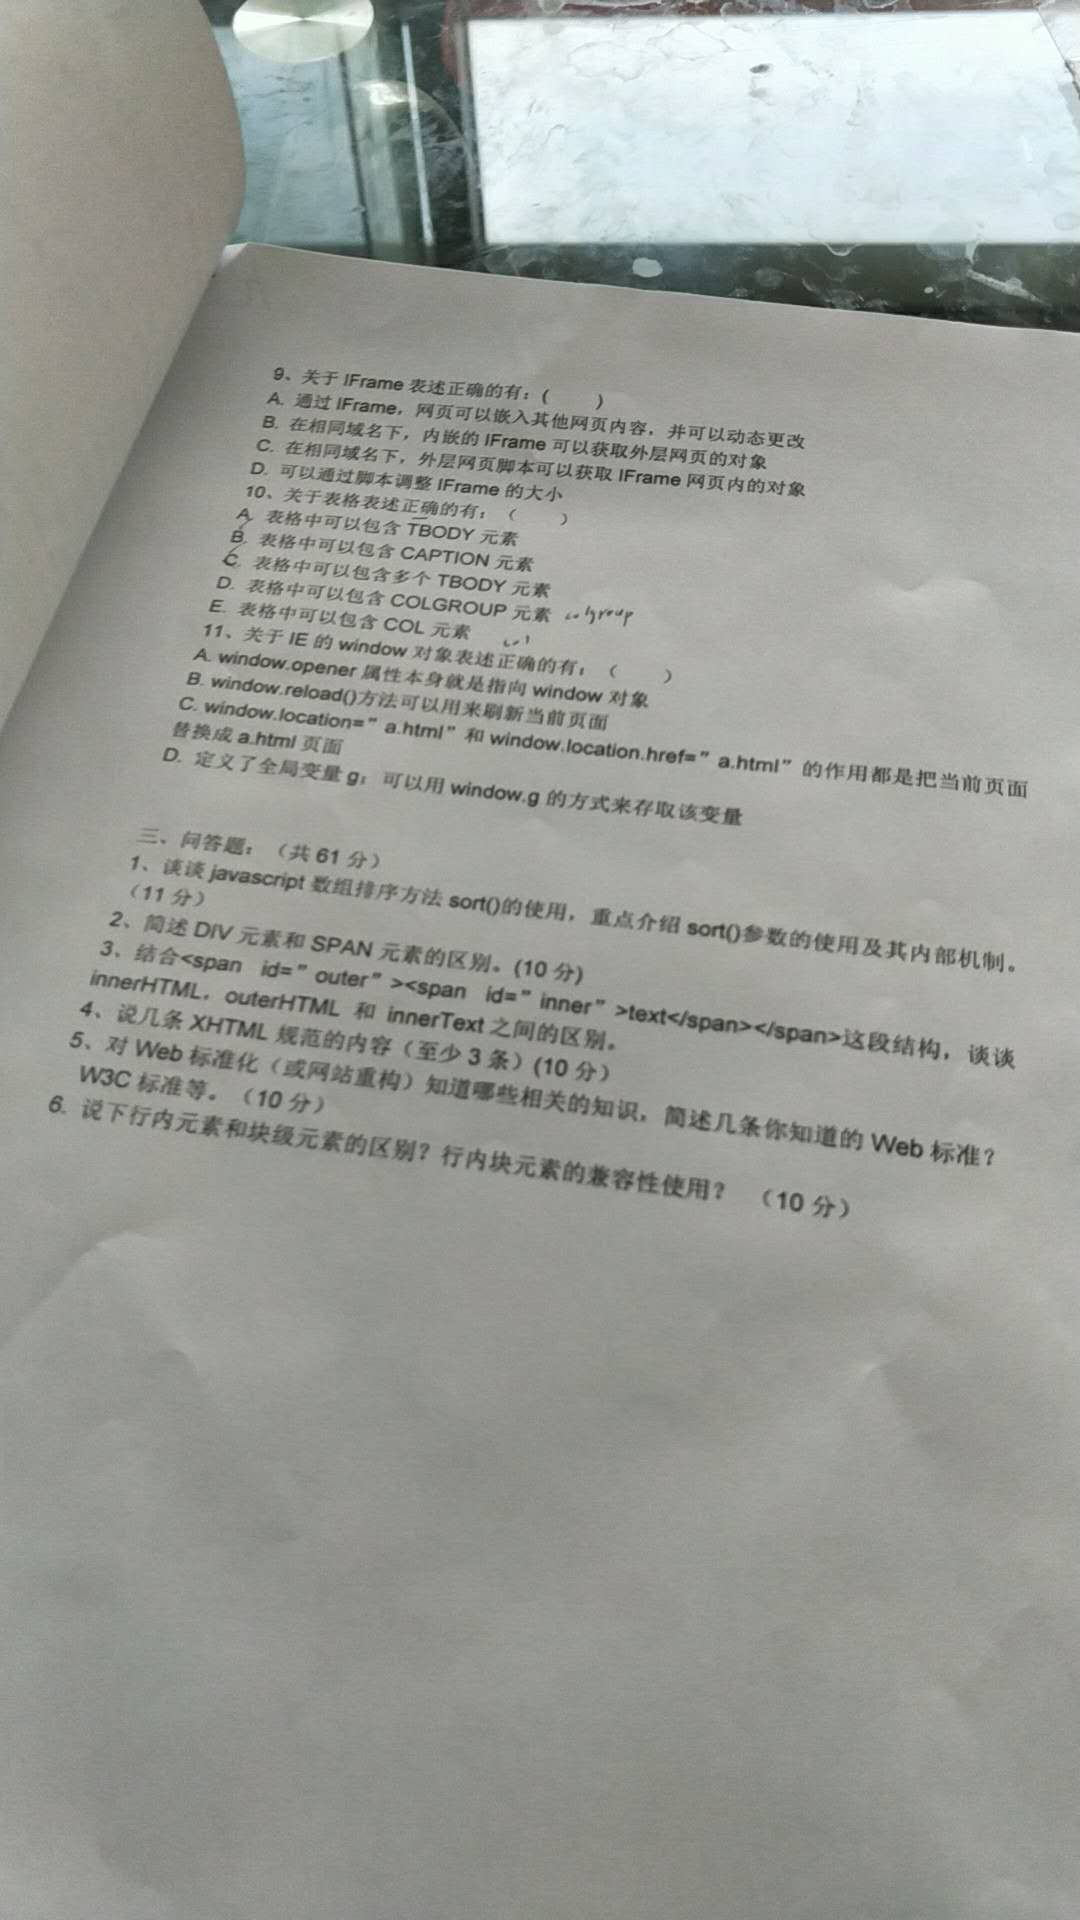 9、关于 IFrame 表述正确的有：( )
A. 通过 IFrame，网页可以嵌入其他网页内容，并可以动态更改
B. 在相同域名下，内嵌的 IFrame 可以获取外层网页的对象
C. 在相同域名下，外层网页脚本可以获取 IFrame 网页内的对象
D. 可以通过脚本调整 IFrame 的大小
10、关于表格表述正确的有：（ ）
A. 表格中可以包含 TBODY 元素
B. 表格中可以包含 CAPTION 元素
C. 表格中可以包含多个 TBODY 元素
D. 表格中可以包含 COLGROUP 元素 colgroup
E. 表格中可以包含 COL 元素 col
11、关于 IE 的 window 对象表述正确的有：（ ）
A. window.opener 属性本身就是指向 window 对象
B. window.reload()方法可以用来刷新当前页面
C. window.location=”a.html”和 window.location.href=”a.html”的作用都是把当前页面
替换成 a.html 页面
D. 定义了全局变量 g；可以用 window.g 的方式来存取该变量
三、问答题：（共 61 分）
1、谈谈 javascript 数组排序方法 sort()的使用，重点介绍 sort()参数的使用及其内部机制。
（11 分）
2、简述 DIV 元素和 SPAN 元素的区别。(10 分)
3、结合<span id=”outer”><span id=”inner”>text</span></span>这段结构，谈谈
innerHTML，outerHTML 和 innerText 之间的区别。
4、说几条 XHTML 规范的内容（至少 3 条）(10 分）
5、对 Web 标准化（或网站重构）知道哪些相关的知识，简述几条你知道的 Web 标准？
W3C 标准等。（10 分）
6. 说下行内元素和块级元素的区别？行内块元素的兼容性使用？ （10 分）